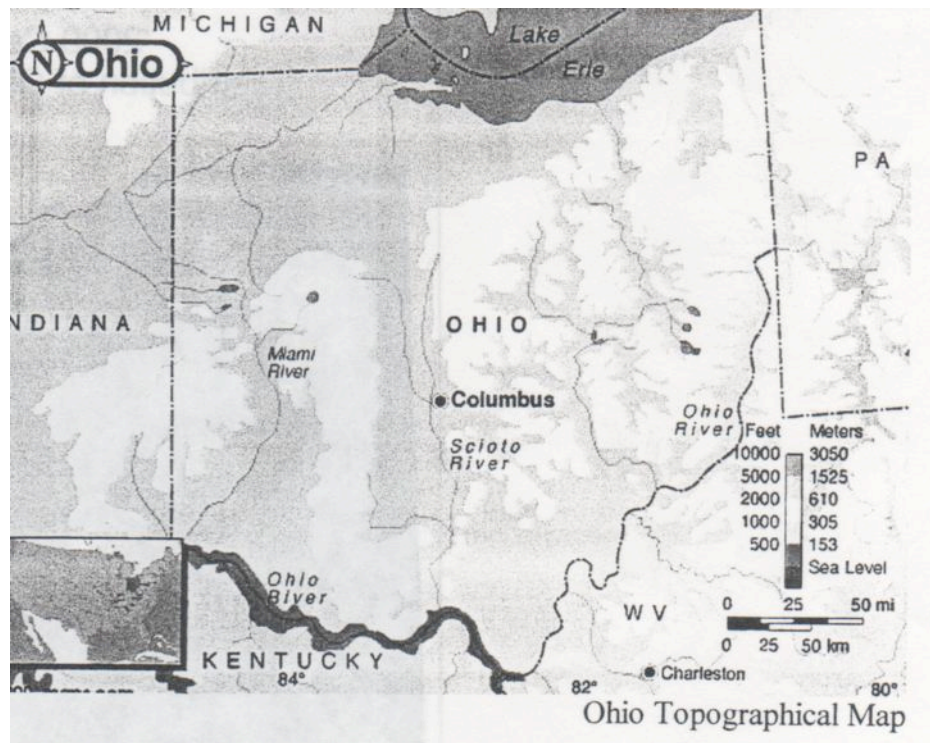 MICHIGAN
N Ohio
Lake
Erie
PA
NDIANA
OHIO
Miami
River
Columbus
Ohio
River
Scioto
River
Feet Meters
10000 3050
5000 1525
2000 610
1000 305
500 153
Sea Level
Ohio
River
0 25 50 mi
0 25 50 km
WV
KENTUCKY
Charleston
84° 82° 80°
Ohio Topographical Map